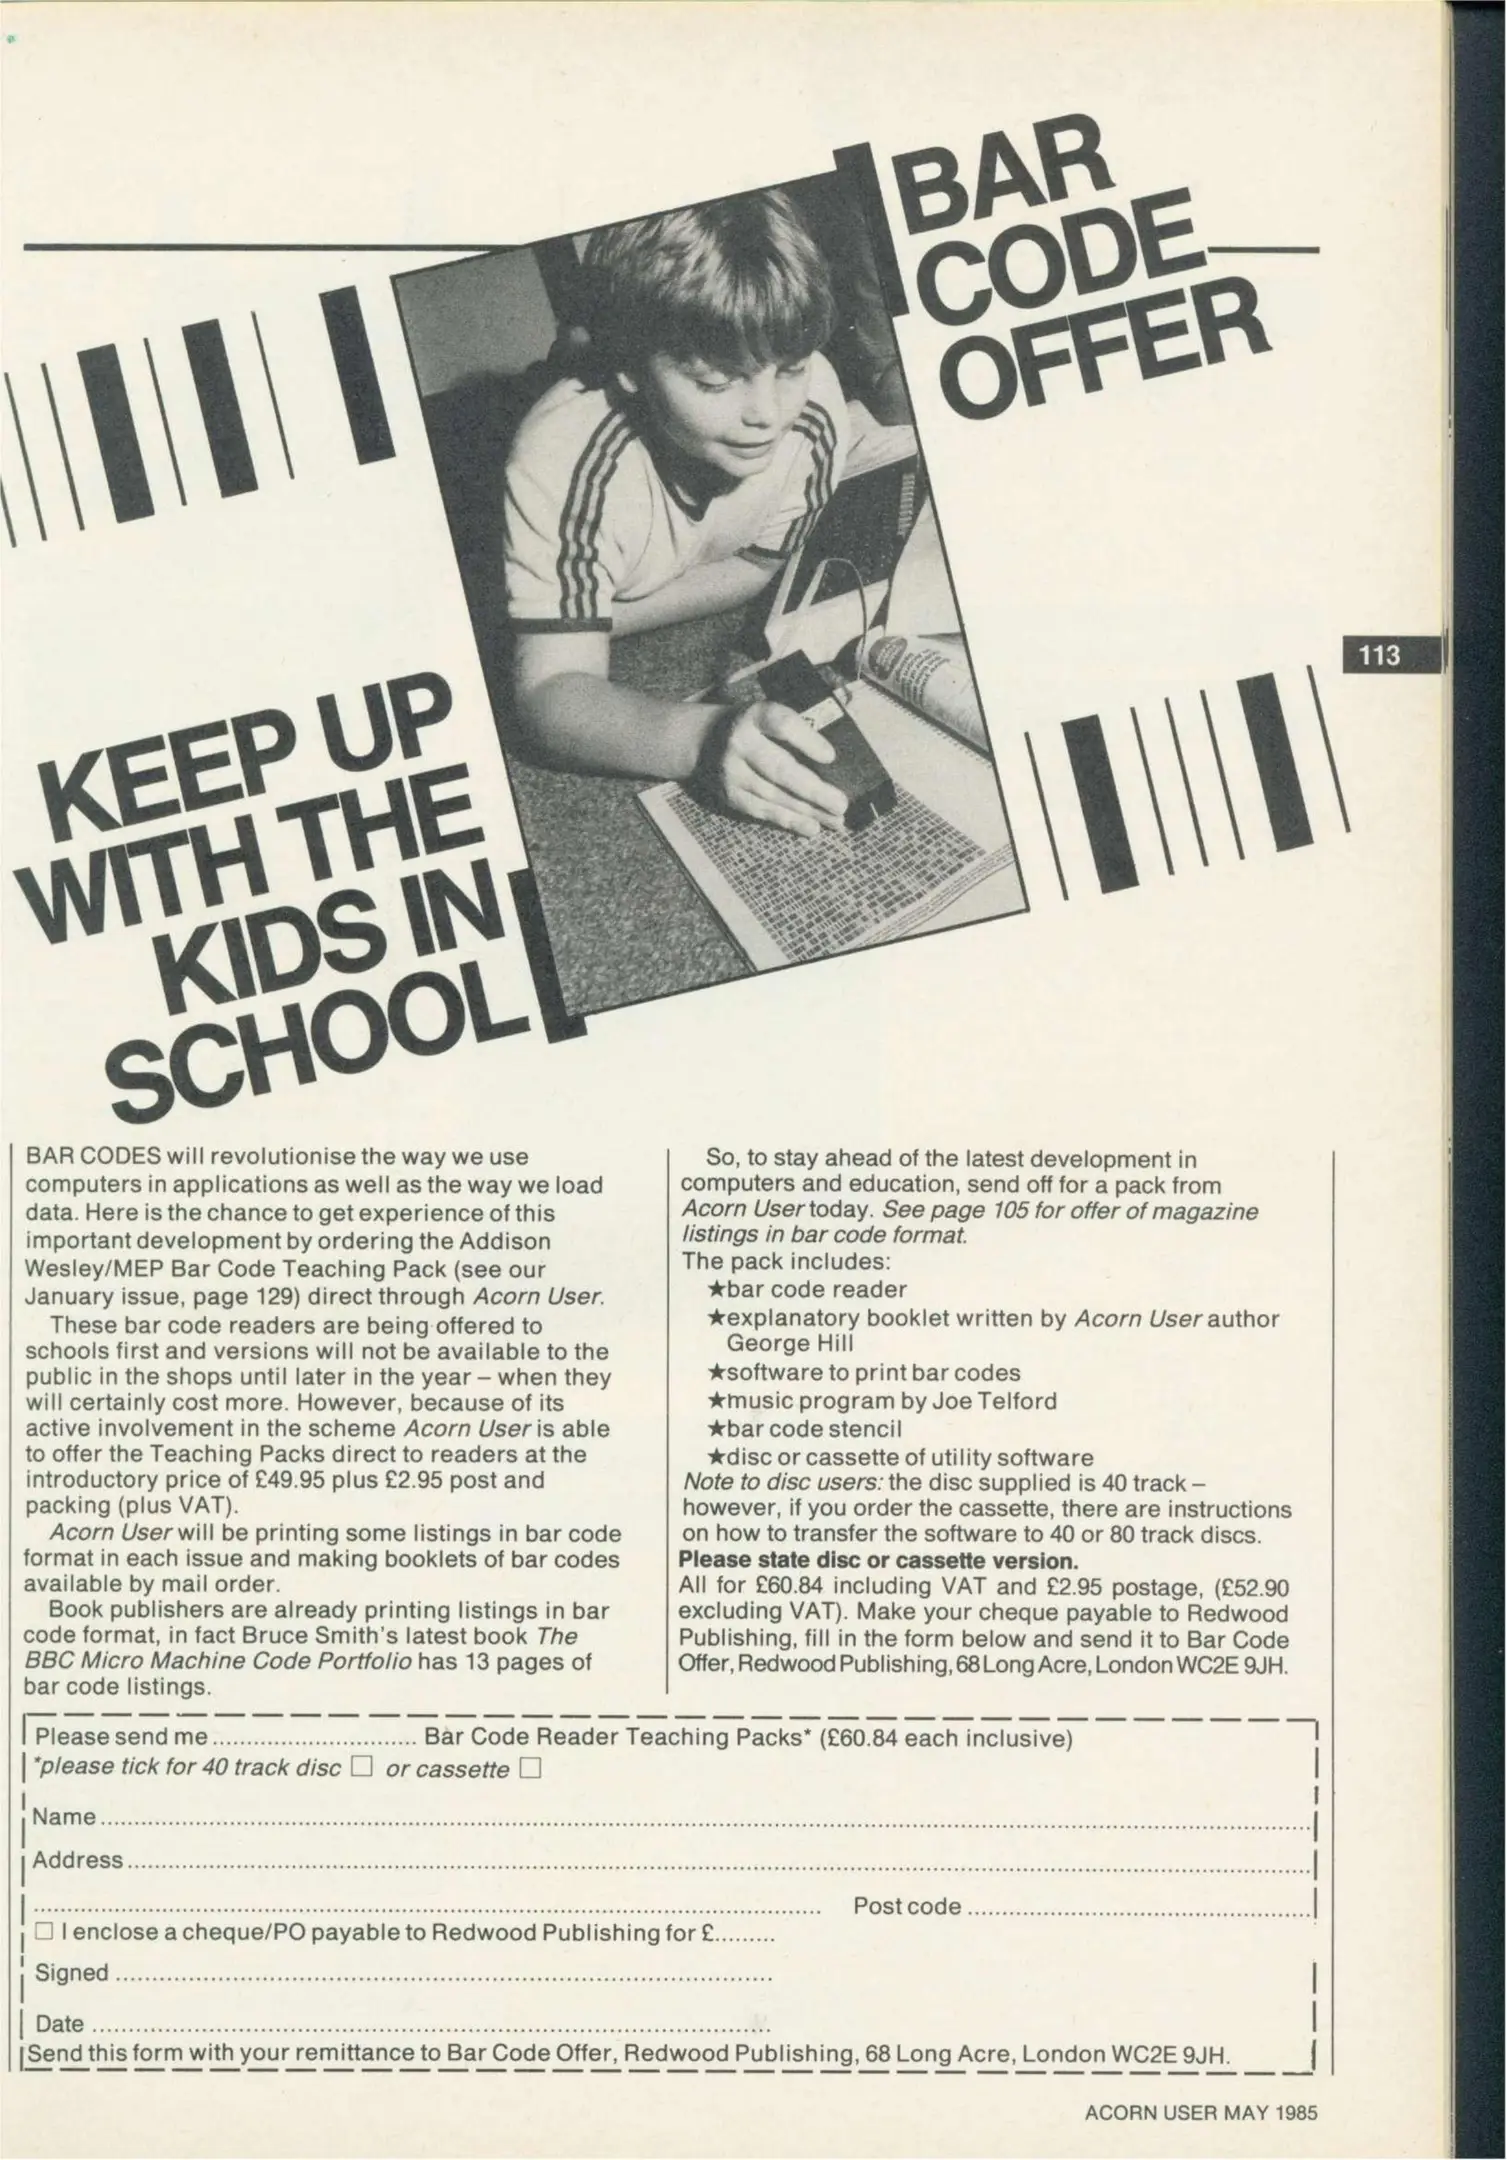 BAR
CODE
OFFER
KEEP UP
WITH THE
KIDS IN
SCHOOL
113
BAR CODES will revolutionise the way we use
computers in applications as well as the way we load
data. Here is the chance to get experience of this
important development by ordering the Addison
Wesley/MEP Bar Code Teaching Pack (see our
January issue, page 129) direct through Acorn User.
These bar code readers are being offered to
schools first and versions will not be available to the
public in the shops until later in the year – when they
will certainly cost more. However, because of its
active involvement in the scheme Acorn User is able
to offer the Teaching Packs direct to readers at the
introductory price of £49.95 plus £2.95 post and
packing (plus VAT).
Acorn User will be printing some listings in bar code
format in each issue and making booklets of bar codes
available by mail order.
Book publishers are already printing listings in bar
code format, in fact Bruce Smith's latest book The
BBC Micro Machine Code Portfolio has 13 pages of
bar code listings.
So, to stay ahead of the latest development in
computers and education, send off for a pack from
Acorn User today. See page 105 for offer of magazine
listings in bar code format.
The pack includes:
★bar code reader
★explanatory booklet written by Acorn User author
George Hill
★software to print bar codes
★music program by Joe Telford
★bar code stencil
★disc or cassette of utility software
Note to disc users: the disc supplied is 40 track –
however, if you order the cassette, there are instructions
on how to transfer the software to 40 or 80 track discs.
Please state disc or cassette version.
All for £60.84 including VAT and £2.95 postage, (£52.90
excluding VAT). Make your cheque payable to Redwood
Publishing, fill in the form below and send it to Bar Code
Offer, Redwood Publishing, 68 Long Acre, London WC2E 9JH.
Please send me .............................. Bar Code Reader Teaching Packs* (£60.84 each inclusive)
*please tick for 40 track disc □ or cassette □
Name
Address
Post code
□ I enclose a cheque/PO payable to Redwood Publishing for £.........
Signed
Date
Send this form with your remittance to Bar Code Offer, Redwood Publishing, 68 Long Acre, London WC2E 9JH.
ACORN USER MAY 1985